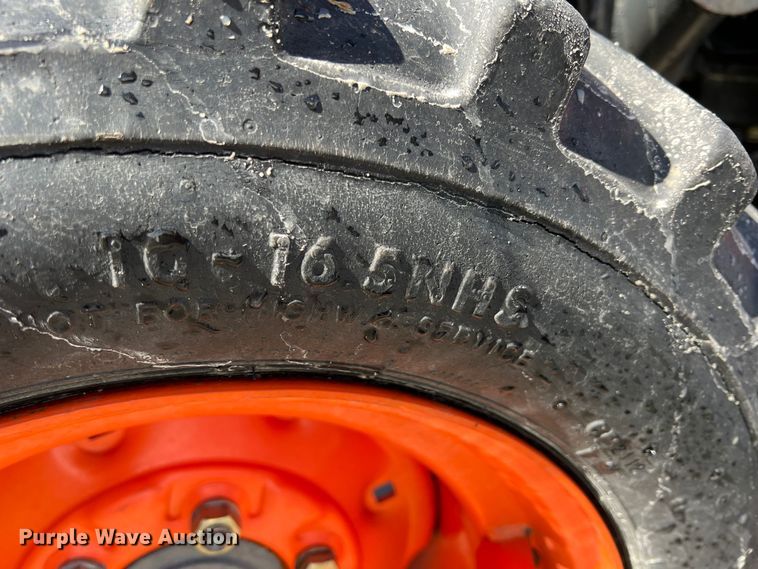 10-16.5NHS
NOT FOR HIGHWAY SERVICE
Purple Wave Auction